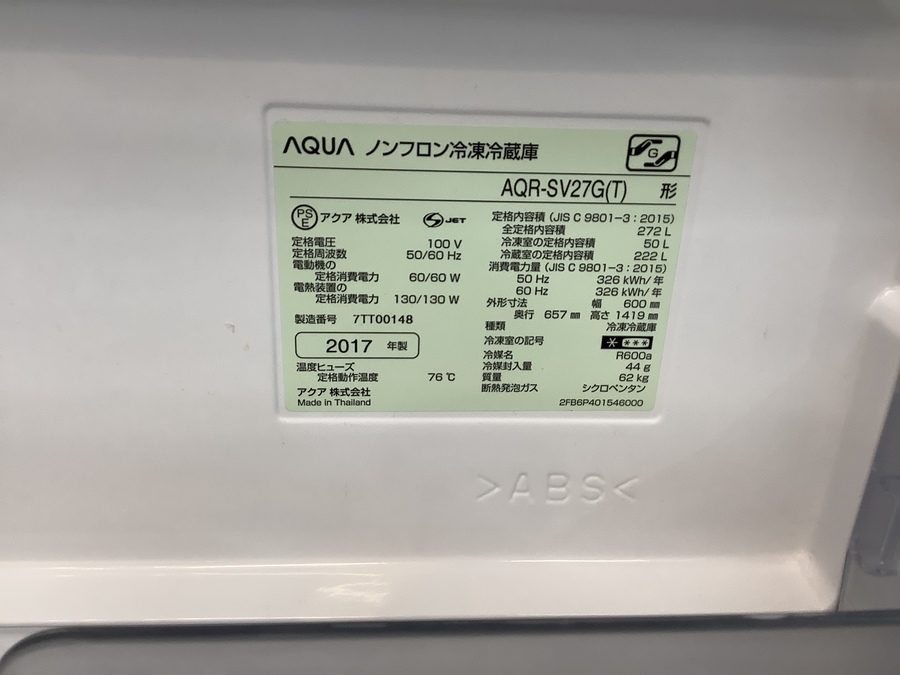 AQUA ノンフロン冷凍冷蔵庫
G
AQR-SV27G(T) 形
PS
E
アクア 株式会社
S-JET
定格電圧 100 V
定格周波数 50/60 Hz
電動機の
定格消費電力 60/60 W
電熱装置の
定格消費電力 130/130 W
製造番号 7TT00148
2017 年製
温度ヒューズ
定格動作温度 76 ℃
アクア 株式会社
Made in Thailand
定格内容積 (JIS C 9801-3 : 2015)
全定格内容積 272 L
冷凍室の定格内容積 50 L
冷蔵室の定格内容積 222 L
消費電力量 (JIS C 9801-3 : 2015)
50 Hz 326 kWh/年
60 Hz 326 kWh/年
外形寸法 幅 600 ㎜
奥行 657 ㎜ 高さ 1419 ㎜
種類 冷凍冷蔵庫
冷凍室の記号 * ***
冷媒名 R600a
冷媒封入量 44 g
質量 62 kg
断熱発泡ガス シクロペンタン
2FB6P401546000
>ABS<